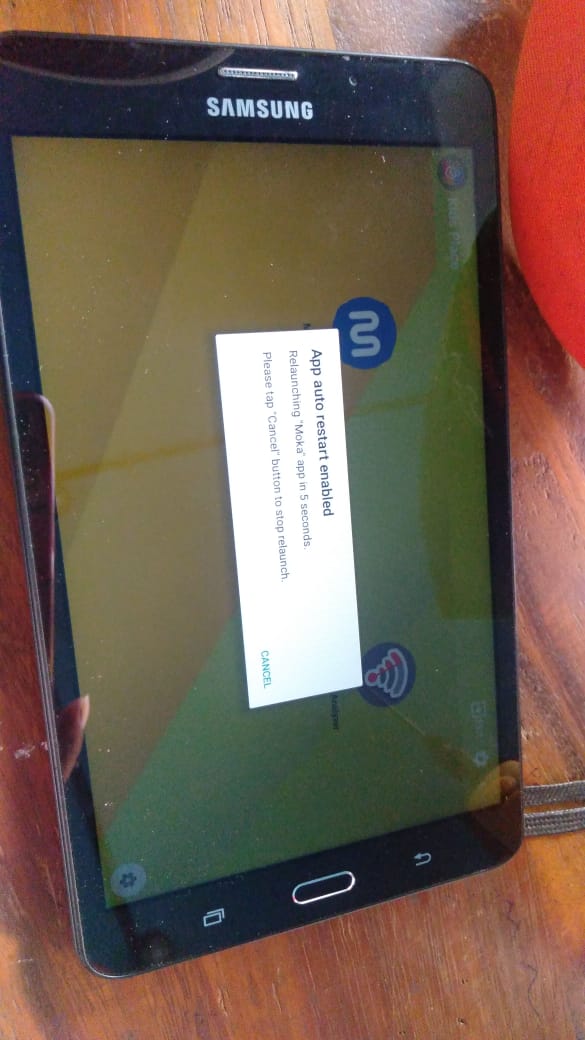 SAMSUNG
App auto restart enabled
Relaunching "Moka" app in 5 seconds.
Please tap "Cancel" button to stop relaunch.
CANCEL